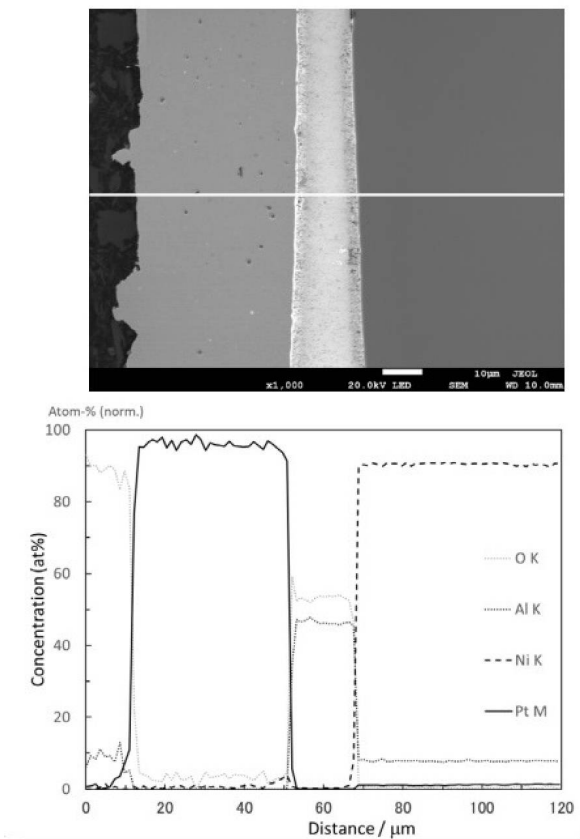 10μm JEOL
x1,000 20.0kV LED SEM WD 10.0mm
Atom-% (norm.)
100
80
60
40
20
0
Concentration (at%)
O K
Al K
Ni K
Pt M
0 20 40 60 80 100 120
Distance / μm